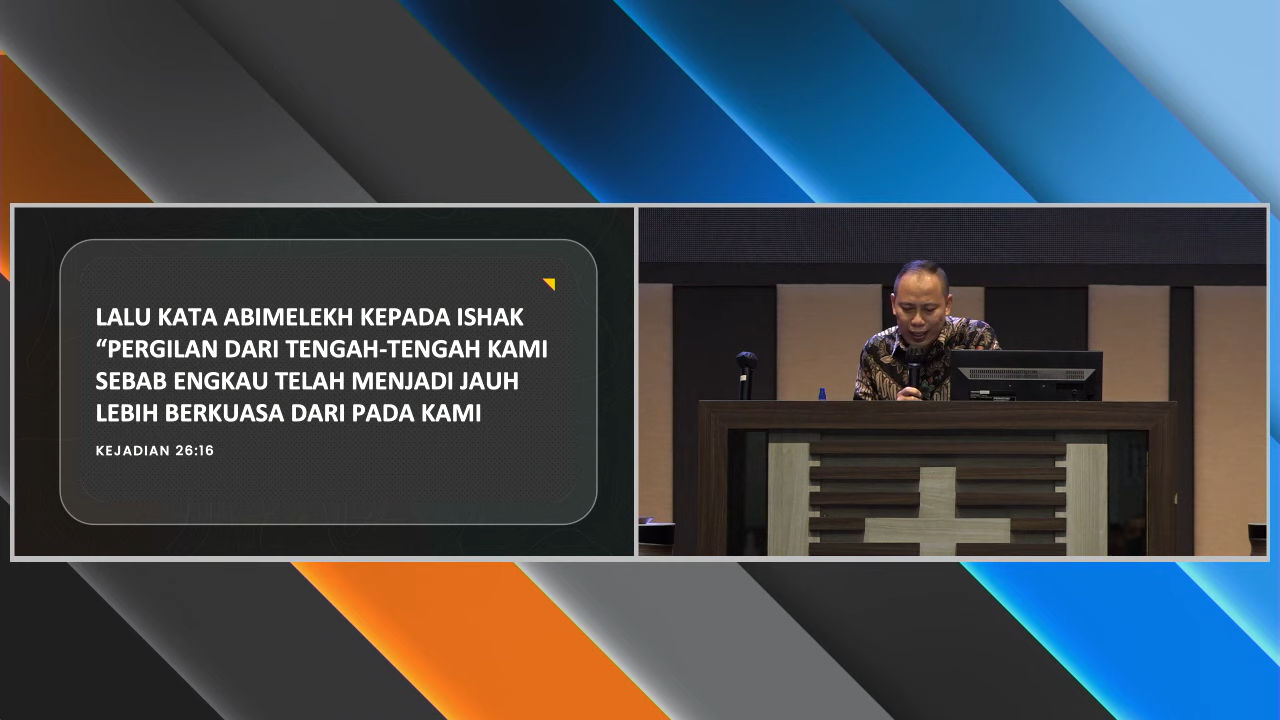 LALU KATA ABIMELEKH KEPADA ISHAK
“PERGILAN DARI TENGAH-TENGAH KAMI
SEBAB ENGKAU TELAH MENJADI JAUH
LEBIH BERKUASA DARI PADA KAMI
KEJADIAN 26:16